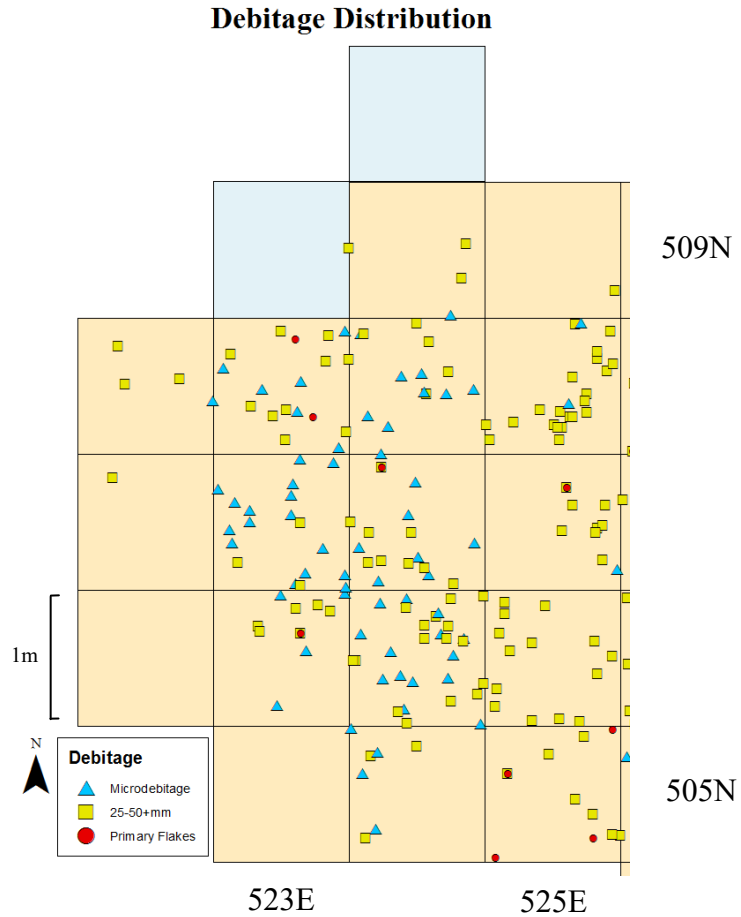 Debitage Distribution
509N
1m
N
Debitage
Microdebitage
25-50+mm
Primary Flakes
505N
523E
525E